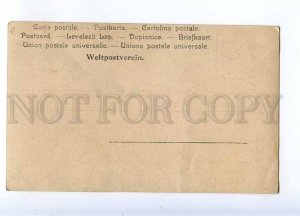 Carta postale. — Postkarte. — Cartolina postale.
Postcard. — Levelező Lap. — Dopisnice. — Briefkaart.
Union postale universelle. — Unione postale universale.
Weltpostverein.
NOT FOR COPY